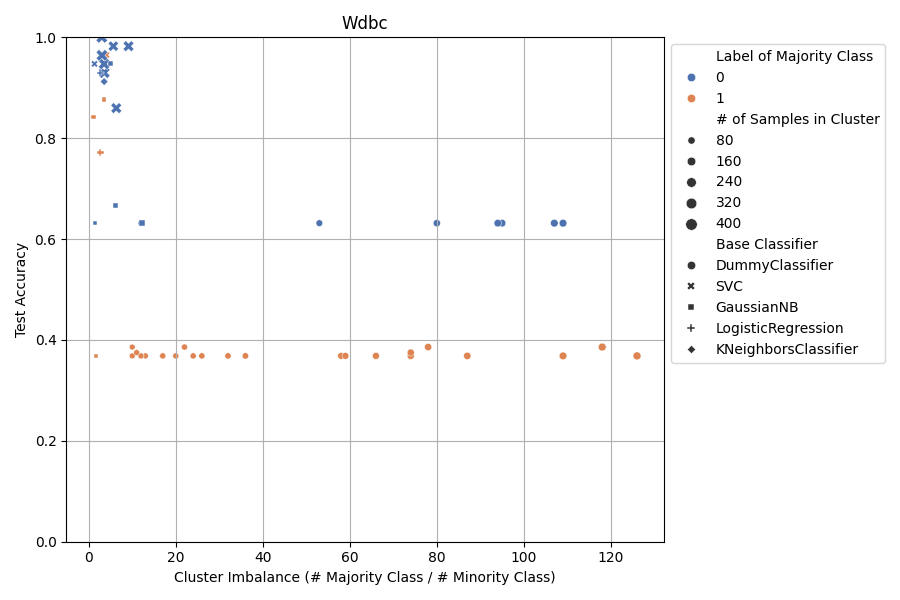 Wdbc
1.0
0.8
0.6
0.4
0.2
0.0
Test Accuracy
0 20 40 60 80 100 120
Cluster Imbalance (# Majority Class / # Minority Class)
Label of Majority Class
0
1
# of Samples in Cluster
80
160
240
320
400
Base Classifier
DummyClassifier
SVC
GaussianNB
LogisticRegression
KNeighborsClassifier